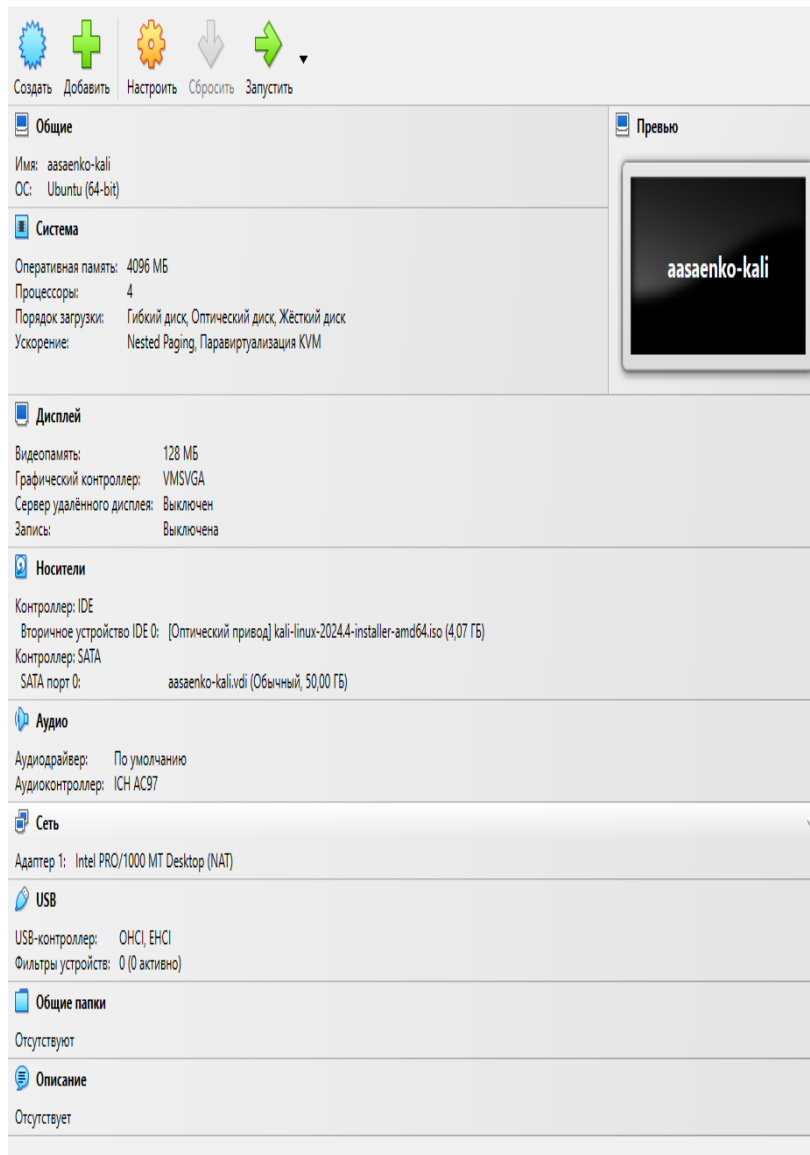 Создать Добавить Настроить Сбросить Запустить
Общие
Имя: aasaenko-kali
ОС: Ubuntu (64-bit)
Превью
aasaenko-kali
Система
Оперативная память: 4096 МБ
Процессоры: 4
Порядок загрузки: Гибкий диск, Оптический диск, Жёсткий диск
Ускорение: Nested Paging, Паравиртуализация KVM
Дисплей
Видеопамять: 128 МБ
Графический контроллер: VMSVGA
Сервер удалённого дисплея: Выключен
Запись: Выключена
Носители
Контроллер: IDE
Вторичное устройство IDE 0: [Оптический привод] kali-linux-2024.4-installer-amd64.iso (4,07 ГБ)
Контроллер: SATA
SATA порт 0: aasaenko-kali.vdi (Обычный, 50,00 ГБ)
Аудио
Аудиодрайвер: По умолчанию
Аудиоконтроллер: ICH AC97
Сеть
Адаптер 1: Intel PRO/1000 MT Desktop (NAT)
USB
USB-контроллер: OHCI, EHCI
Фильтры устройств: 0 (0 активно)
Общие папки
Отсутствуют
Описание
Отсутствует